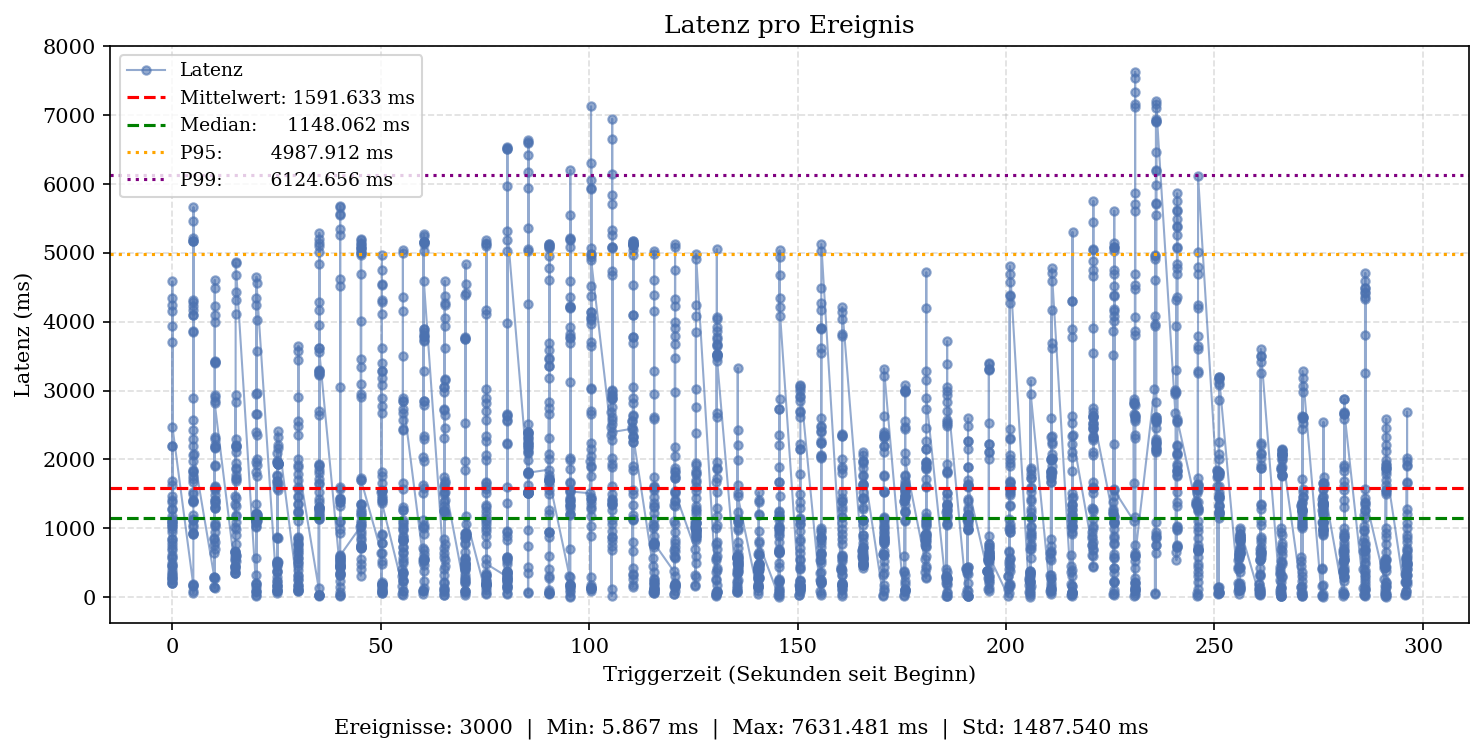 Latenz pro Ereignis
8000
7000
6000
5000
4000
3000
2000
1000
0
Latenz (ms)
Latenz
Mittelwert: 1591.633 ms
Median: 1148.062 ms
P95: 4987.912 ms
P99: 6124.656 ms
0 50 100 150 200 250 300
Triggerzeit (Sekunden seit Beginn)
Ereignisse: 3000 | Min: 5.867 ms | Max: 7631.481 ms | Std: 1487.540 ms